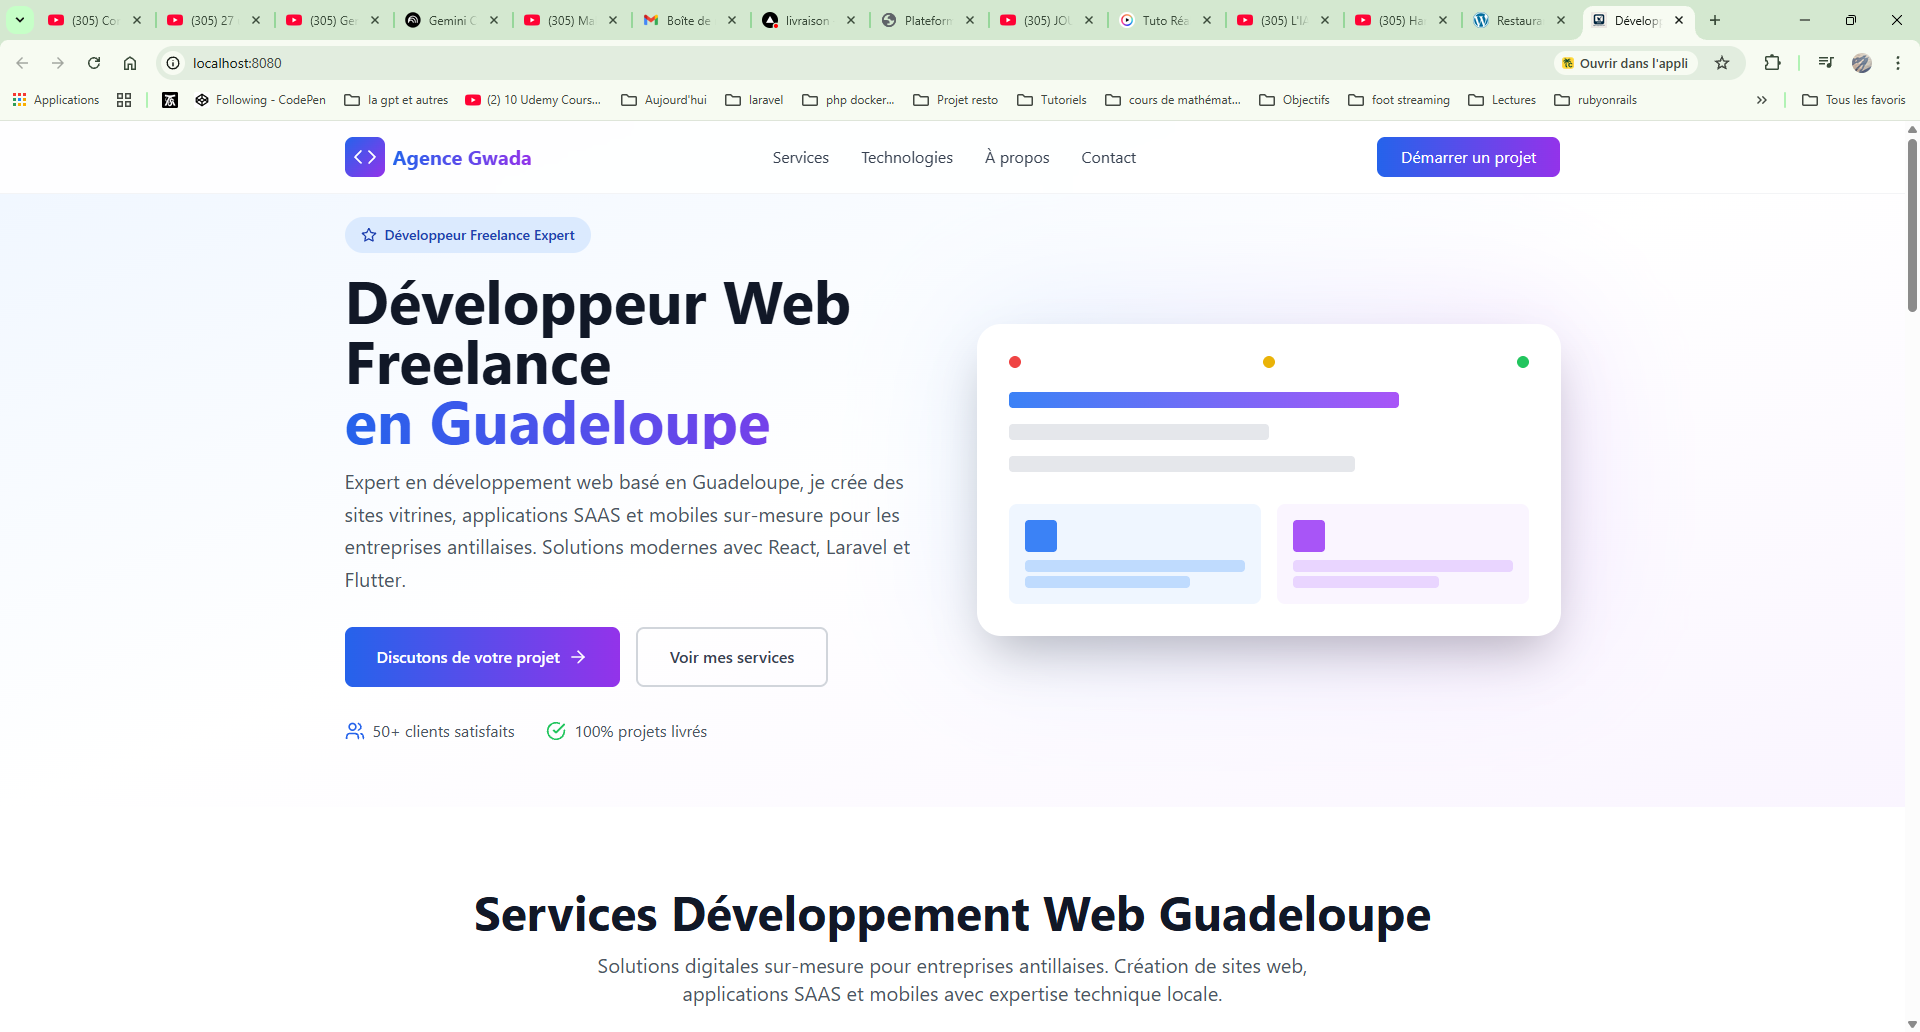 (305) Cor
(305) 27
(305) Ger
Gemini C
(305) Ma
Boîte de
livraison
Plateform
(305) JOU
Tuto Réa
(305) L'IA
(305) Ha
Restaura
Développ
localhost:8080
Ouvrir dans l'appli
Applications
Following - CodePen
la gpt et autres
(2) 10 Udemy Cours...
Aujourd'hui
laravel
php docker...
Projet resto
Tutoriels
cours de mathémat...
Objectifs
foot streaming
Lectures
rubyonrails
Tous les favoris
Agence Gwada
Services
Technologies
À propos
Contact
Démarrer un projet
Développeur Freelance Expert
Développeur Web
Freelance
en Guadeloupe
Expert en développement web basé en Guadeloupe, je crée des
sites vitrines, applications SAAS et mobiles sur-mesure pour les
entreprises antillaises. Solutions modernes avec React, Laravel et
Flutter.
Discutons de votre projet
Voir mes services
50+ clients satisfaits
100% projets livrés
Services Développement Web Guadeloupe
Solutions digitales sur-mesure pour entreprises antillaises. Création de sites web,
applications SAAS et mobiles avec expertise technique locale.